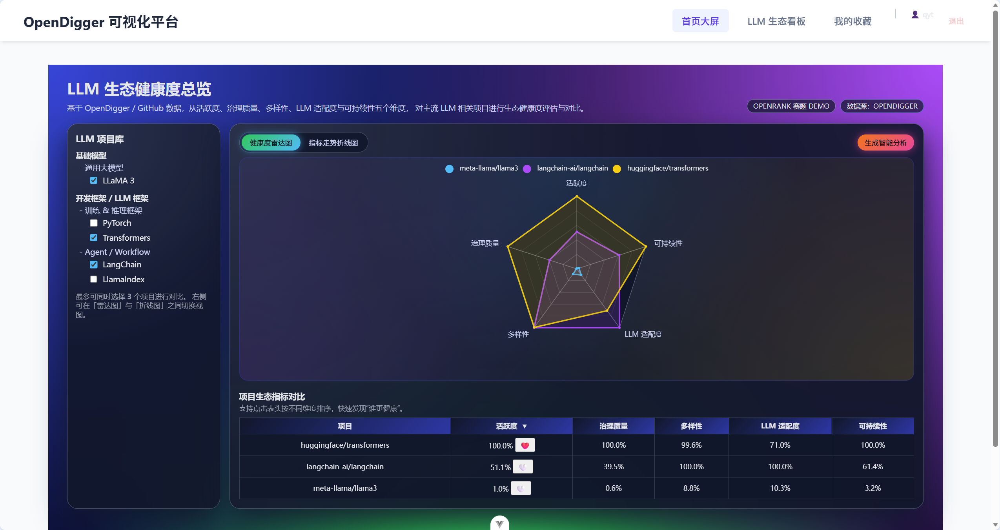 OpenDigger 可视化平台
首页大屏
LLM 生态看板
我的收藏
qyt
退出
LLM 生态健康度总览
基于 OpenDigger / GitHub 数据，从活跃度、治理质量、多样性、LLM 适配度与可持续性五个维度， 对主流 LLM 相关项目进行生态健康度评估与对比。
OPENRANK 赛题 DEMO
数据源：OPENDIGGER
LLM 项目库
基础模型
- 通用大模型
LLaMA 3
开发框架 / LLM 框架
- 训练 & 推理框架
PyTorch
Transformers
- Agent / Workflow
LangChain
LlamaIndex
最多可同时选择 3 个项目进行对比。 右侧
可在「雷达图」与「折线图」之间切换视
图。
健康度雷达图
指标走势折线图
生成智能分析
meta-llama/llama3
langchain-ai/langchain
huggingface/transformers
活跃度
治理质量
可持续性
多样性
LLM 适配度
项目生态指标对比
支持点击表头按不同维度排序，快速发现“谁更健康”。
项目 活跃度 ▼ 治理质量 多样性 LLM 适配度 可持续性
huggingface/transformers 100.0% 100.0% 99.6% 71.0% 100.0%
langchain-ai/langchain 51.1% 39.5% 100.0% 100.0% 61.4%
meta-llama/llama3 1.0% 0.6% 8.8% 10.3% 3.2%